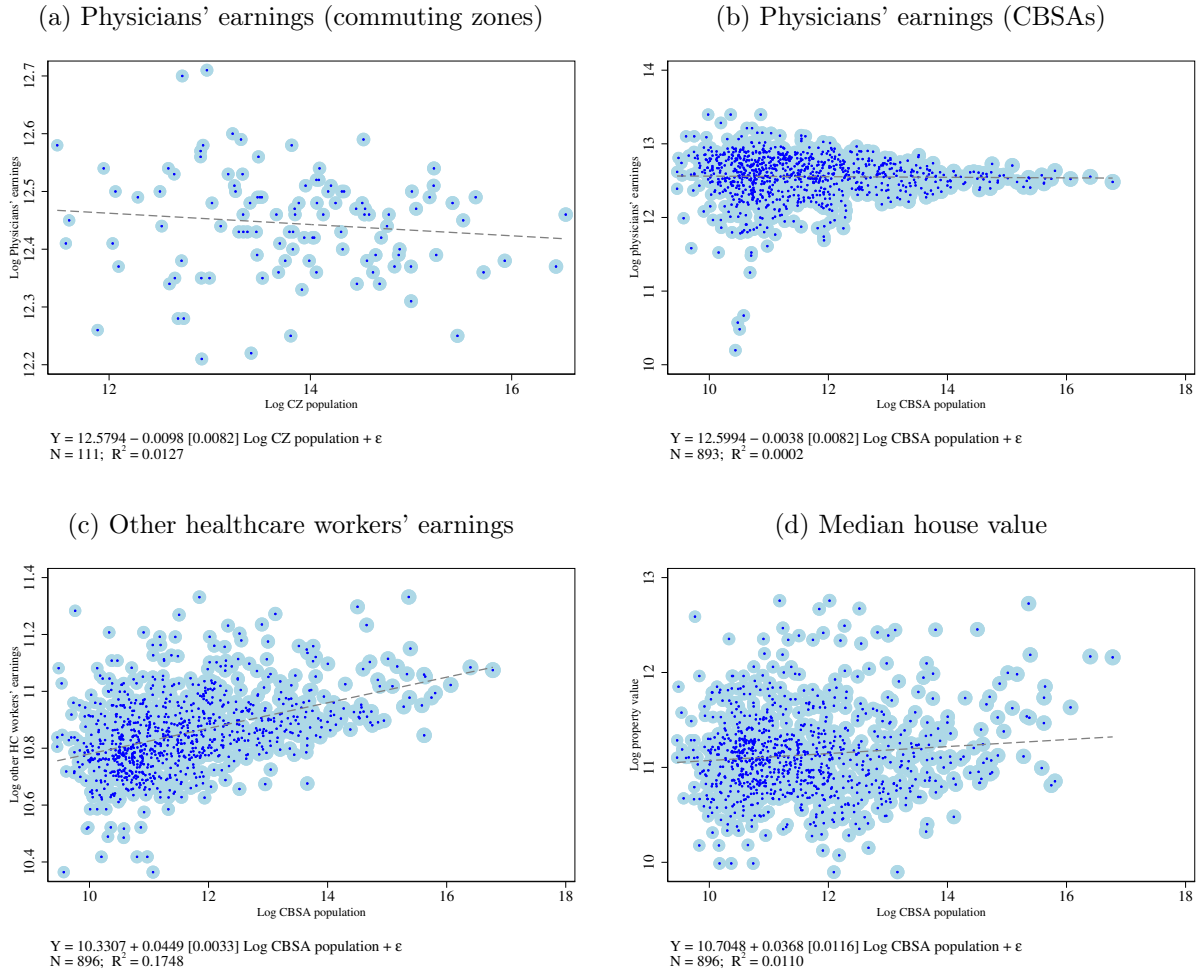 (a) Physicians' earnings (commuting zones)
12.7
12.6
12.5
12.4
12.3
12.2
Log Physicians' earnings
12 14 16
Log CZ population
Y = 12.5794 − 0.0098 [0.0082] Log CZ population + ε
N = 111; R² = 0.0127
(b) Physicians' earnings (CBSAs)
14
13
12
11
10
Log physicians' earnings
10 12 14 16 18
Log CBSA population
Y = 12.5994 − 0.0038 [0.0082] Log CBSA population + ε
N = 893; R² = 0.0002
(c) Other healthcare workers' earnings
11.4
11.2
11
10.8
10.6
10.4
Log other HC workers' earnings
10 12 14 16 18
Log CBSA population
Y = 10.3307 + 0.0449 [0.0033] Log CBSA population + ε
N = 896; R² = 0.1748
(d) Median house value
13
12
11
10
Log property value
10 12 14 16 18
Log CBSA population
Y = 10.7048 + 0.0368 [0.0116] Log CBSA population + ε
N = 896; R² = 0.0110